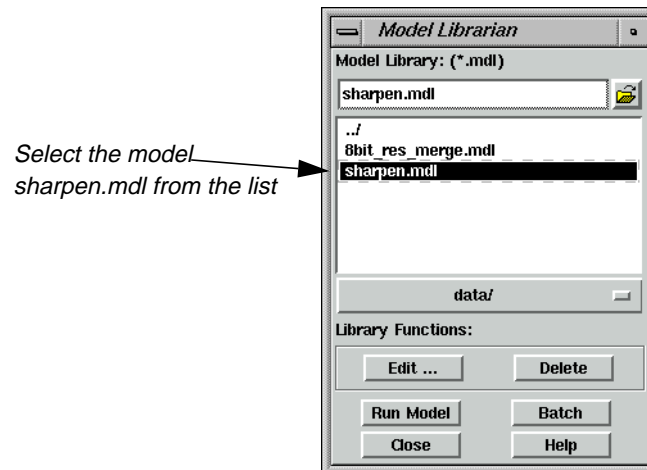 Model Librarian
Model Library: (*.mdl)
sharpen.mdl
../
8bit_res_merge.mdl
sharpen.mdl
Select the model
sharpen.mdl from the list
data/
Library Functions:
Edit ...
Delete
Run Model
Batch
Close
Help